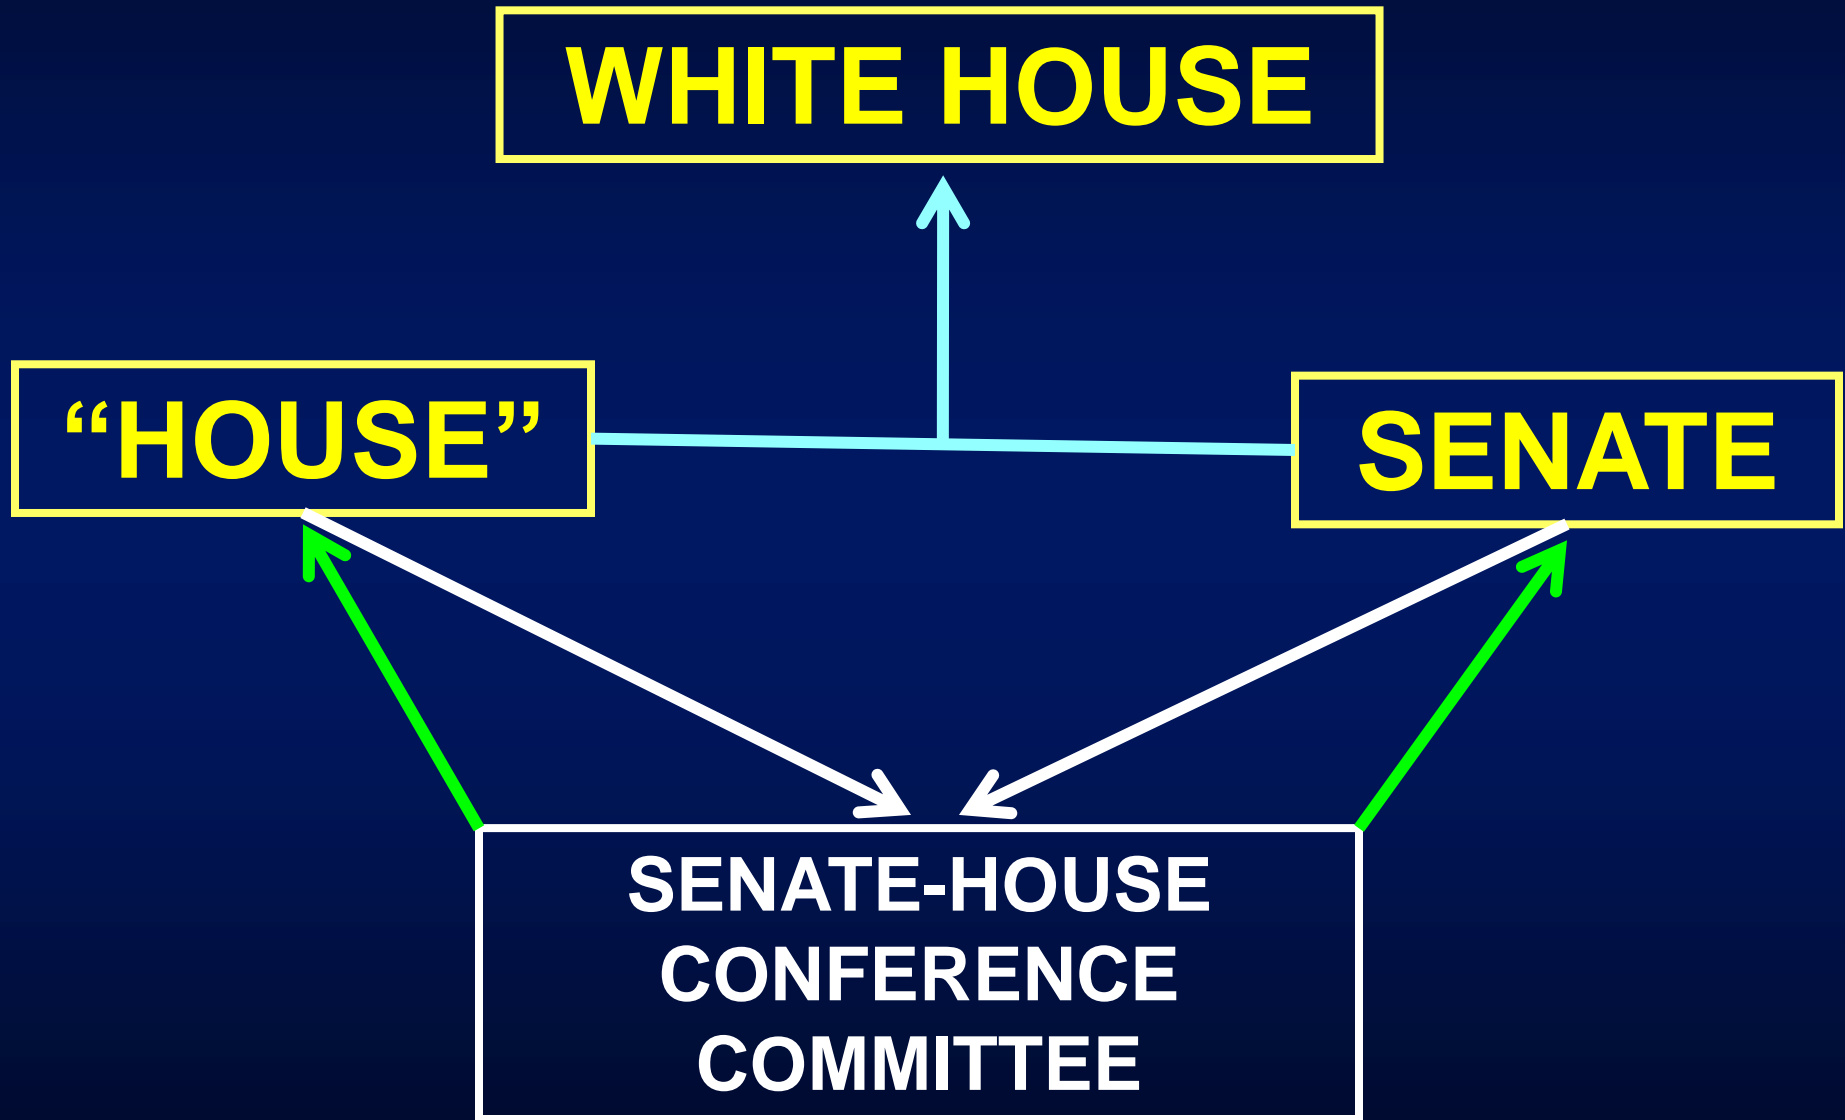 WHITE HOUSE
“HOUSE”
SENATE
SENATE-HOUSE
CONFERENCE
COMMITTEE